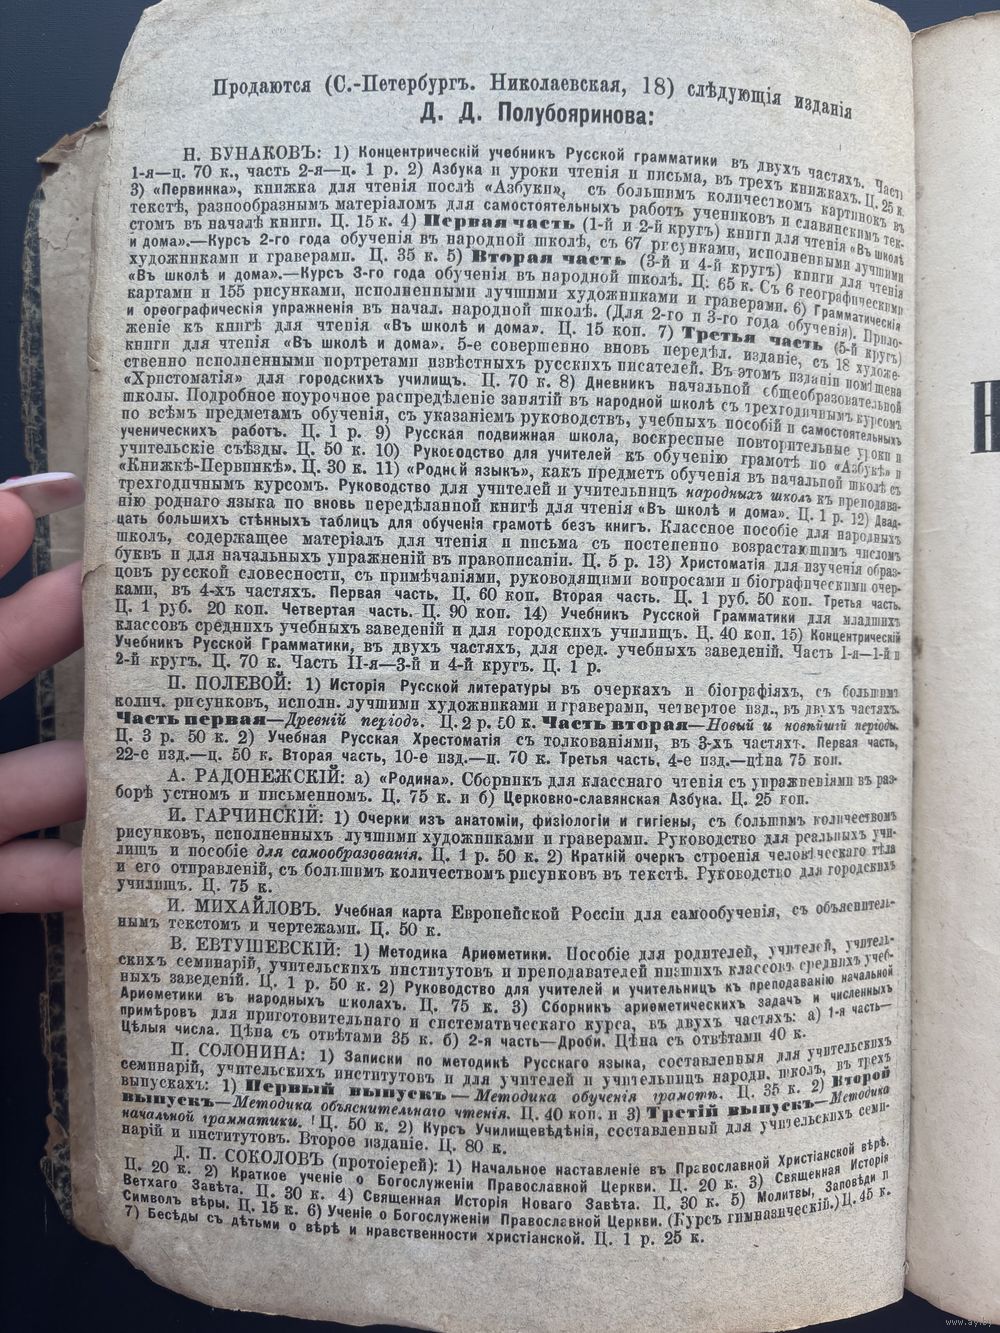 Продаются (С.-Петербургъ. Николаевская, 18) слѣдующія изданія
Д. Д. Полубояринова:
Н. БУНАКОВЪ: 1) Концентрическій учебникъ Русской грамматики въ двухъ частяхъ. Часть
1-я—ц. 70 к., часть 2-я—ц. 1 р. 2) Азбука и уроки чтенія и письма, въ трехъ книжкахъ. Ц. 25 к.
3) «Первинка», книжка для чтенія послѣ «Азбуки», съ большимъ количествомъ картинокъ въ
текстѣ, разнообразнымъ матеріаломъ для самостоятельныхъ работъ учениковъ и славянскимъ тек-
стомъ въ началѣ книги. Ц. 15 к. 4) Первая часть (1-й и 2-й кругъ) книги для чтенія «Въ школѣ
и дома».—Курсъ 2-го года обученія въ народной школѣ, съ 67 рисунками, исполненными лучшими
художниками и граверами. Ц. 35 к. 5) Вторая часть (3-й и 4-й кругъ) книги для чтенія
«Въ школѣ и дома».—Курсъ 3-го года обученія въ народной школѣ. Ц: 65 к. Съ 6 географическими
картами и 155 рисунками, исполненными лучшими художниками и граверами. 6) Грамматическія
и орѳографическія упражненія въ начал. народной школѣ. (Для 2-го и 3-го года обученія). Прило-
женіе къ книгѣ для чтенія «Въ школѣ и дома». Ц. 15 коп. 7) Третья часть (5-й кругъ)
книги для чтенія «Въ школѣ и дома». 5-е совершенно вновь передѣл. изданіе, съ 18 художе-
ственно исполненными портретами извѣстныхъ русскихъ писателей. Въ этомъ изданіи помѣщена
«Христоматія» для городскихъ училищъ. Ц. 70 к. 8) Дневникъ начальной общеобразовательной
школы. Подробное поурочное распредѣленіе занятій въ народной школѣ съ трехгодичнымъ курсомъ
по всѣмъ предметамъ обученія, съ указаніемъ руководствъ, учебныхъ пособій и самостоятельныхъ
ученическихъ работъ. Ц. 1 р. 9) Русская подвижная школа, воскресные повторительные уроки и
учительскіе съѣзды. Ц. 50 к. 10) Руководство для учителей къ обученію грамотѣ по «Азбукѣ» и
«Книжкѣ-Первинкѣ». Ц. 30 к. 11) «Родной языкъ», какъ предметъ обученія въ начальной школѣ съ
трехгодичнымъ курсомъ. Руководство для учителей и учительницъ народныхъ школъ къ преподава-
нію роднаго языка по вновь передѣланной книгѣ для чтенія «Въ школѣ и дома». Ц. 1 р. 12) Двад-
цать большихъ стѣнныхъ таблицъ для обученія грамотѣ безъ книгъ. Классное пособіе для народныхъ
школъ, содержащее матеріалъ для чтенія и письма съ постепенно возрастающимъ числомъ
буквъ и для начальныхъ упражненій въ правописаніи. Ц. 5 р. 13) Христоматія для изученія образ-
цовъ русской словесности, съ примѣчаніями, руководящими вопросами и біографическими очер-
ками, въ 4-хъ частяхъ. Первая часть. Ц. 60 коп. Вторая часть. Ц. 1 руб. 50 коп. Третья часть.
Ц. 1 руб. 20 коп. Четвертая часть. Ц. 90 коп. 14) Учебникъ Русской Грамматики для младшихъ
классовъ среднихъ учебныхъ заведеній и для городскихъ училищъ. Ц. 40 коп. 15) Концентрическій
Учебникъ Русской Грамматики, въ двухъ частяхъ, для сред. учебныхъ заведеній. Часть 1-я—1-й и
2-й кругъ. Ц. 70 к. Часть II-я—3-й и 4-й кругъ. Ц. 1 р.
П. ПОЛЕВОЙ: 1) Исторія Русской литературы въ очеркахъ и біографіяхъ, съ большимъ
колич. рисунковъ, исполн. лучшими художниками и граверами, четвертое изд., въ двухъ частяхъ.
Часть первая—Древній періодъ. Ц. 2 р. 50 к. Часть вторая—Новый и новѣйшій періоды.
Ц. 3 р. 50 к. 2) Учебная Русская Хрестоматія съ толкованіями, въ 3-хъ частяхъ. Первая часть,
22-е изд.—ц. 50 к. Вторая часть, 10-е изд.—ц. 70 к. Третья часть, 4-е изд.—цѣна 75 коп.
А. РАДОНЕЖСКІЙ: а) «Родина». Сборникъ для класснаго чтенія съ упражненіями въ раз-
борѣ устномъ и письменномъ. Ц. 75 к. и б) Церковно-славянская Азбука. Ц. 25 коп.
И. ГАРЧИНСКІЙ: 1) Очерки изъ анатоміи, физіологіи и гигіены, съ большимъ количествомъ
рисунковъ, исполненныхъ лучшими художниками и граверами. Руководство для реальныхъ учи-
лищъ и пособіе для самообразованія. Ц. 1 р. 50 к. 2) Краткій очеркъ строенія человѣческаго тѣла
и его отправленій, съ большимъ количествомъ рисунковъ въ текстѣ. Руководство для городскихъ
училищъ. Ц. 75 к.
И. МИХАЙЛОВЪ. Учебная карта Европейской Россіи для самообученія, съ объяснитель-
нымъ текстомъ и чертежами. Ц. 50 к.
В. ЕВТУШЕВСКІЙ: 1) Методика Ариѳметики. Пособіе для родителей, учителей, учитель-
скихъ семинарій, учительскихъ институтовъ и преподавателей низшихъ классовъ среднихъ учеб-
ныхъ заведеній. Ц. 1 р. 50 к. 2) Руководство для учителей и учительницъ къ преподаванію начальной
Ариѳметики въ народныхъ школахъ. Ц. 75 к. 3) Сборникъ ариѳметическихъ задачъ и численныхъ
примѣровъ для приготовительнаго и систематическаго курса, въ двухъ частяхъ: а) 1-я часть—
Цѣлыя числа. Цѣна съ отвѣтами 35 к. б) 2-я часть—Дроби. Цѣна съ отвѣтами 40 к.
П. СОЛОНИНА: 1) Записки по методикѣ Русскаго языка, составленныя для учительскихъ
семинарій, учительскихъ институтовъ и для учителей и учительницъ народн. школъ, въ трехъ
выпускахъ: 1) Первый выпускъ—Методика обученія грамотѣ. Ц. 35 к. 2) Второй
выпускъ—Методика объяснительнаго чтенія. Ц. 40 коп. и 3) Третій выпускъ—Методика
начальной грамматики. Ц. 50 к. 2) Курсъ Училищевѣдѣнія, составленный для учительскихъ семи-
нарій и институтовъ. Второе изданіе. Ц. 80 к.
Д. П. СОКОЛОВЪ (протоіерей): 1) Начальное наставленіе въ Православной Христіанской вѣрѣ.
Ц. 20 к. 2) Краткое ученіе о Богослуженіи Православной Церкви. Ц. 20 к. 3) Священная Исторія
Ветхаго Завѣта. Ц. 30 к. 4) Священная Исторія Новаго Завѣта. Ц. 30 к. 5) Молитвы, Заповѣди и
Символъ вѣры. Ц. 15 к. 6) Ученіе о Богослуженіи Православной Церкви. (Курсъ гимназическій.) Ц. 45 к.
7) Бесѣды съ дѣтьми о вѣрѣ и нравственности христіанской. Ц. 1 р. 25 к.
Н
www.ay.by